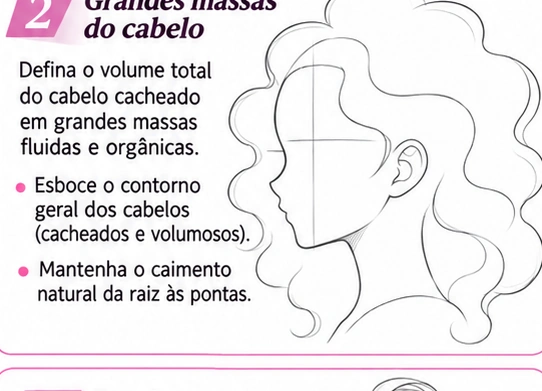 2
Grandes massas
do cabelo
Defina o volume total
do cabelo cacheado
em grandes massas
fluidas e orgânicas.
Esboce o contorno
geral dos cabelos
(cacheados e volumosos).
Mantenha o caimento
natural da raiz às pontas.